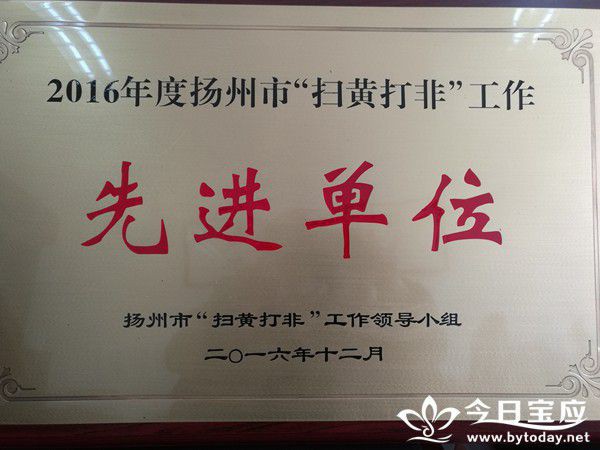 2016年度扬州市“扫黄打非”工作
先进单位
扬州市“扫黄打非”工作领导小组
二〇一六年十二月
今日宝应
www.bytoday.net